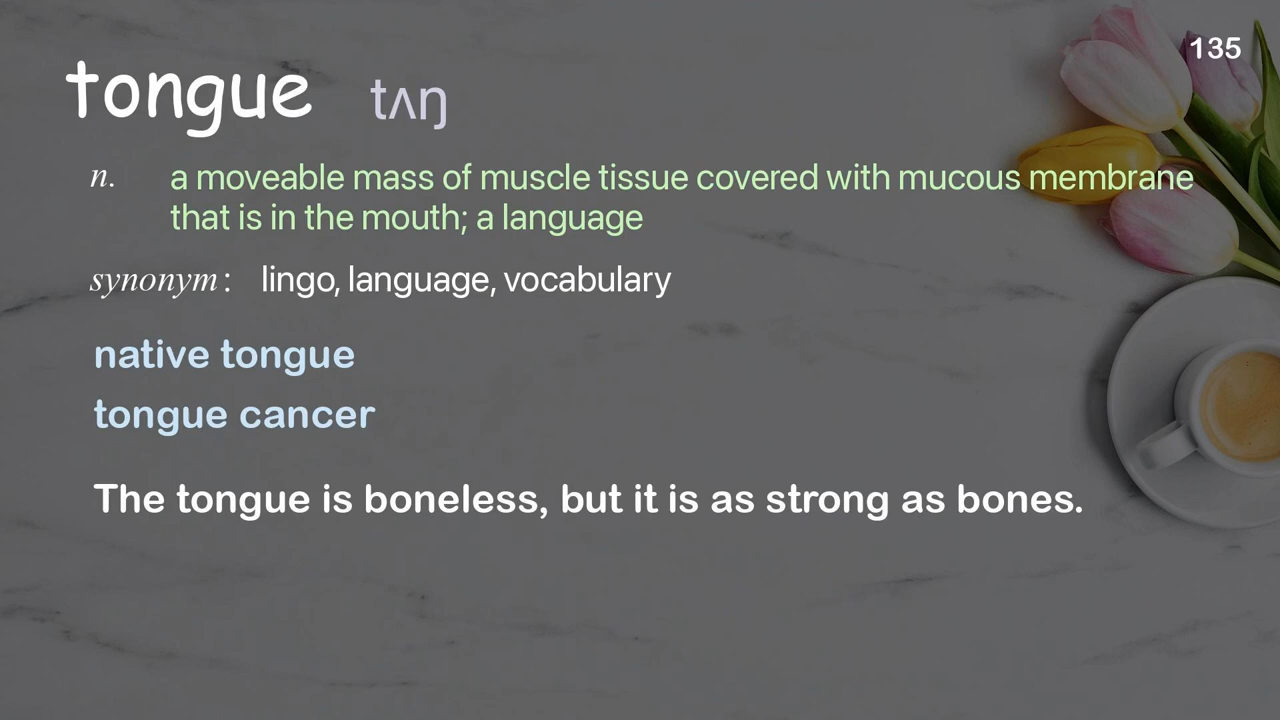 135
tongue tʌŋ
n. a moveable mass of muscle tissue covered with mucous membrane
that is in the mouth; a language
synonym: lingo, language, vocabulary
native tongue
tongue cancer
The tongue is boneless, but it is as strong as bones.